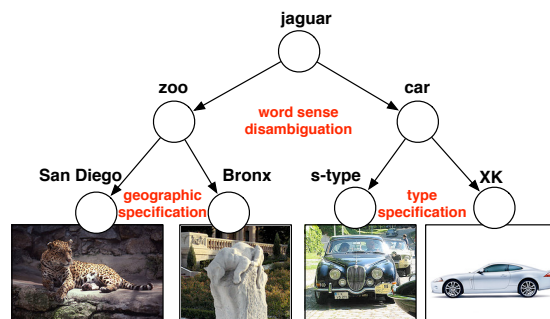 jaguar
zoo
car
word sense
disambiguation
San Diego
Bronx
s-type
XK
geographic
specification
type
specification